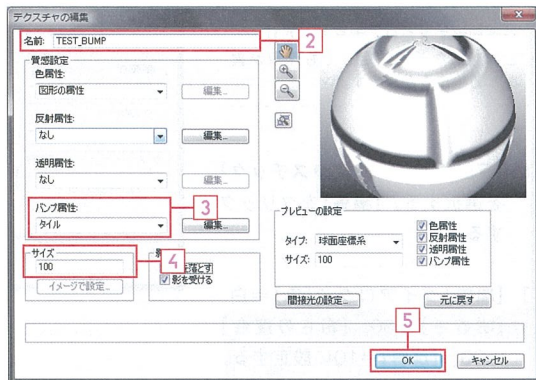 テクスチャの編集
名前: TEST_BUMP
2
質感設定
色属性:
図形の属性
編集...
反射属性:
なし
編集...
透明属性:
なし
編集...
バンプ属性:
タイル
3
編集...
サイズ
100
4
イメージで設定...
落とす
影を受ける
プレビューの設定
タイプ: 球面座標系
サイズ: 100
色属性
反射属性
透明属性
バンプ属性
間接光の設定...
元に戻す
5
OK
キャンセル